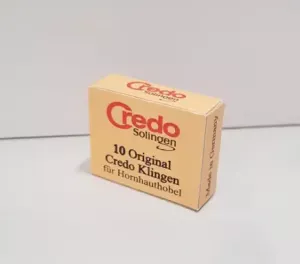 Credo
Solingen
10 Original
Credo Klingen
für Hornhauthobel
Made in Germany